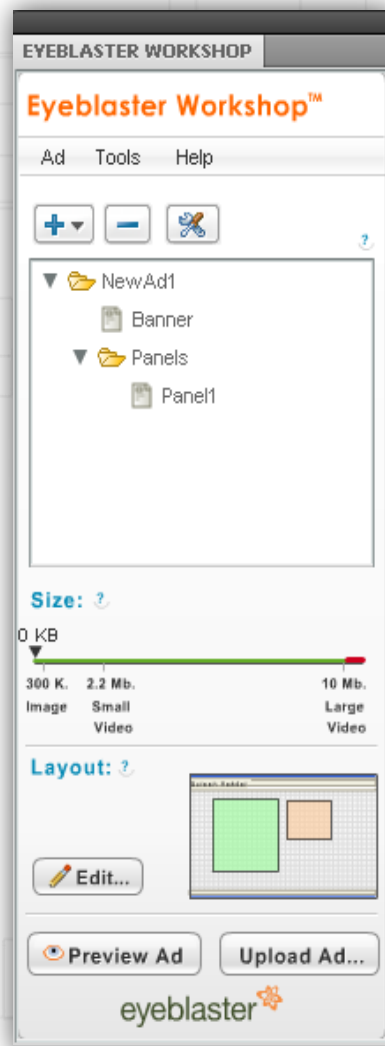 EYEBLASTER WORKSHOP
Eyeblaster Workshop™
Ad Tools Help
?
NewAd1
Banner
Panels
Panel1
Size: ?
0 KB
300 K. 2.2 Mb. 10 Mb.
Image Small Large
Video Video
Layout: ?
Edit...
Preview Ad Upload Ad...
eyeblaster